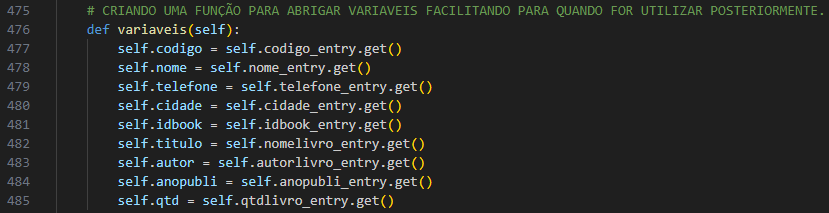 475 # CRIANDO UMA FUNÇÃO PARA ABRIGAR VARIAVEIS FACILITANDO PARA QUANDO FOR UTILIZAR POSTERIORMENTE.
476 def variaveis(self):
477 self.codigo = self.codigo_entry.get()
478 self.nome = self.nome_entry.get()
479 self.telefone = self.telefone_entry.get()
480 self.cidade = self.cidade_entry.get()
481 self.idbook = self.idbook_entry.get()
482 self.titulo = self.nomelivro_entry.get()
483 self.autor = self.autorlivro_entry.get()
484 self.anopubli = self.anopubli_entry.get()
485 self.qtd = self.qtdlivro_entry.get()